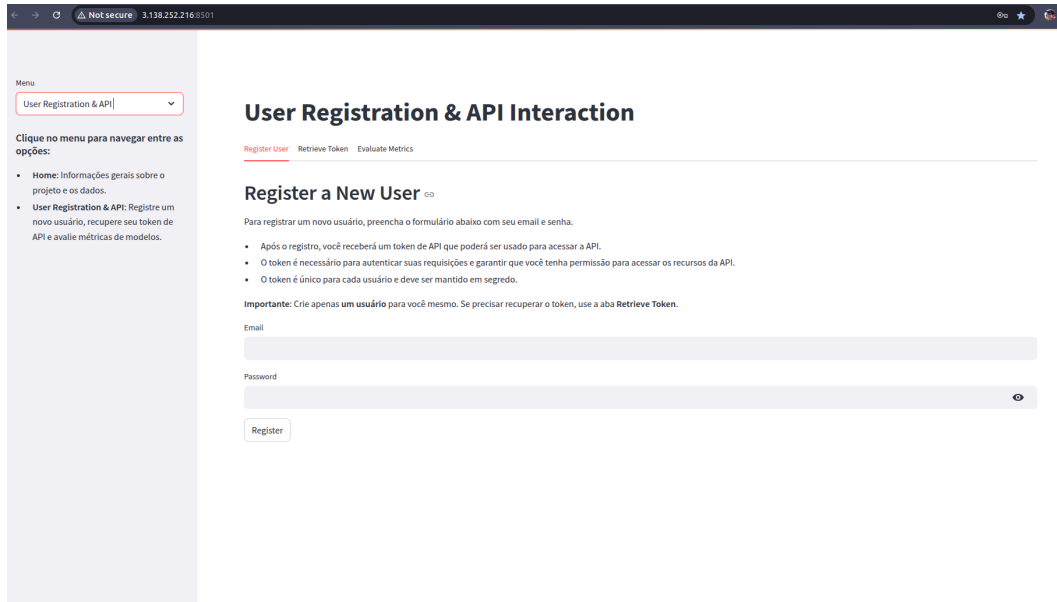 Not secure 3.138.252.216:8501
Menu
User Registration & API
Clique no menu para navegar entre as
opções:
Home: Informações gerais sobre o
projeto e os dados.
User Registration & API: Registre um
novo usuário, recupere seu token de
API e avalie métricas de modelos.
User Registration & API Interaction
Register User Retrieve Token Evaluate Metrics
Register a New User
Para registrar um novo usuário, preencha o formulário abaixo com seu email e senha.
Após o registro, você receberá um token de API que poderá ser usado para acessar a API.
O token é necessário para autenticar suas requisições e garantir que você tenha permissão para acessar os recursos da API.
O token é único para cada usuário e deve ser mantido em segredo.
Importante: Crie apenas um usuário para você mesmo. Se precisar recuperar o token, use a aba Retrieve Token.
Email
Password
Register